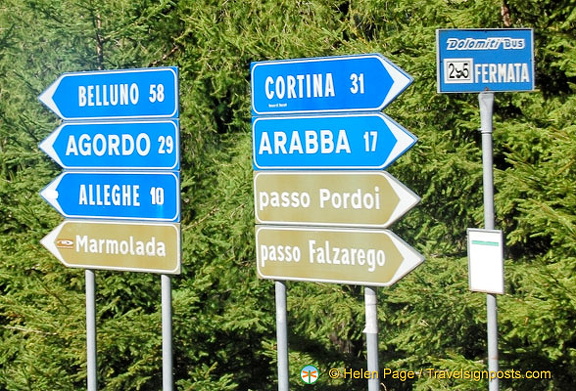 BELLUNO 58
AGORDO 29
ALLEGHE 10
Marmolada
CORTINA 31
ARABBA 17
passo Pordoi
passo Falzarego
Dolomiti Bus
FERMATA
© Helen Page / Travelsignposts.com